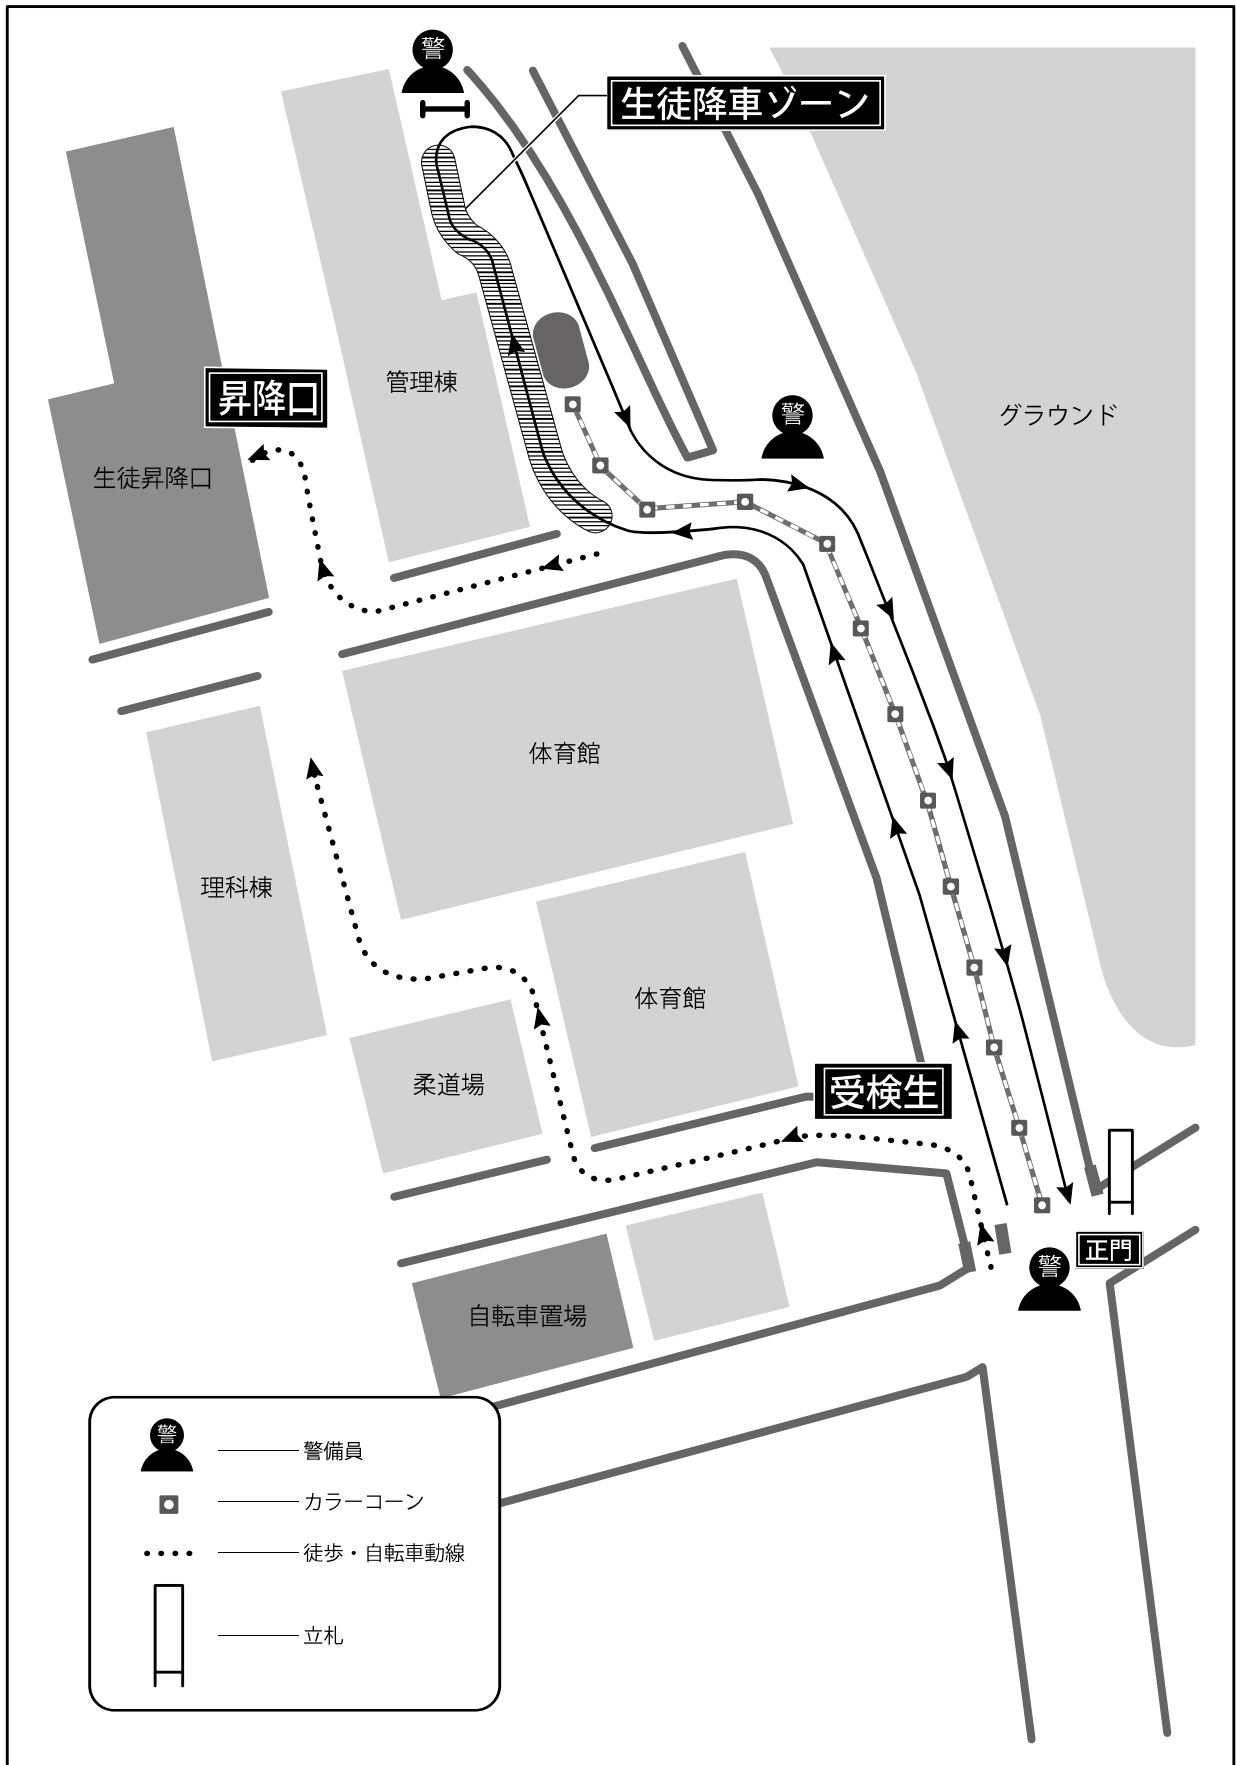 警
生徒降車ゾーン
管理棟
昇降口
警
グラウンド
生徒昇降口
体育館
理科棟
体育館
柔道場
受検生
正門
警
自転車置場
警
警備員
カラーコーン
徒歩・自転車動線
立札